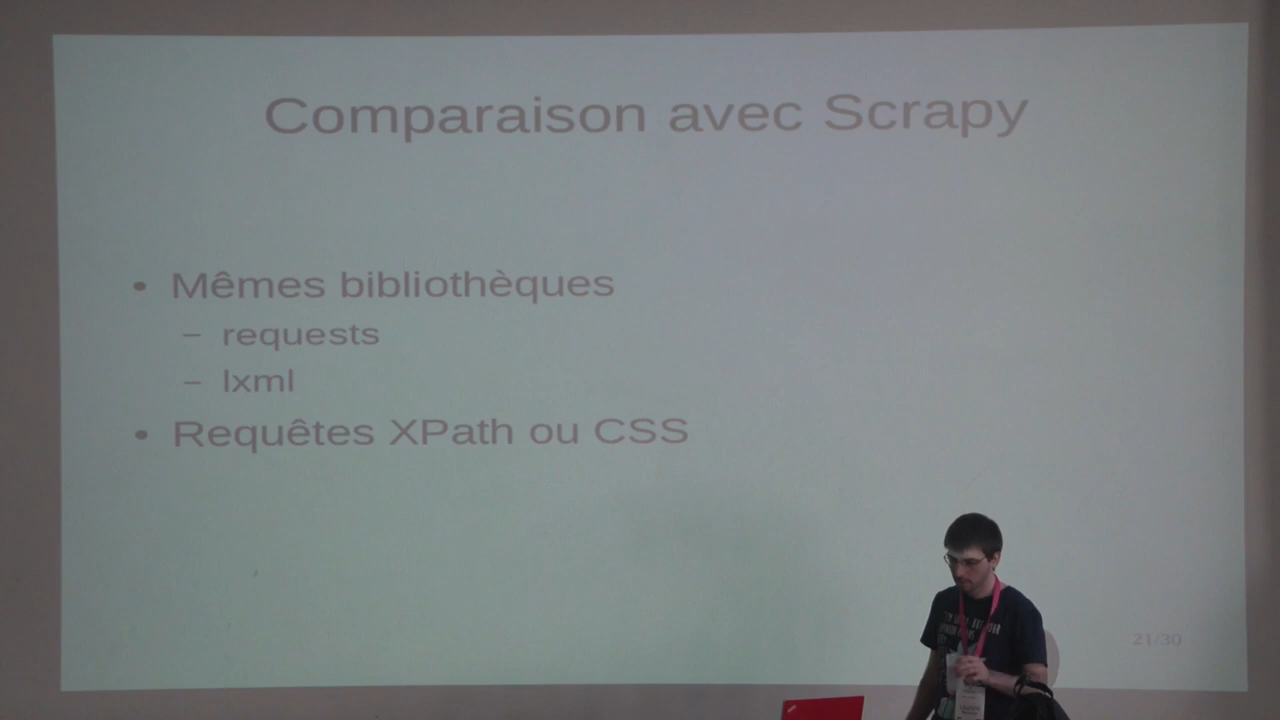 Comparaison avec Scrapy
• Mêmes bibliothèques
– requests
– lxml
• Requêtes XPath ou CSS
21/30